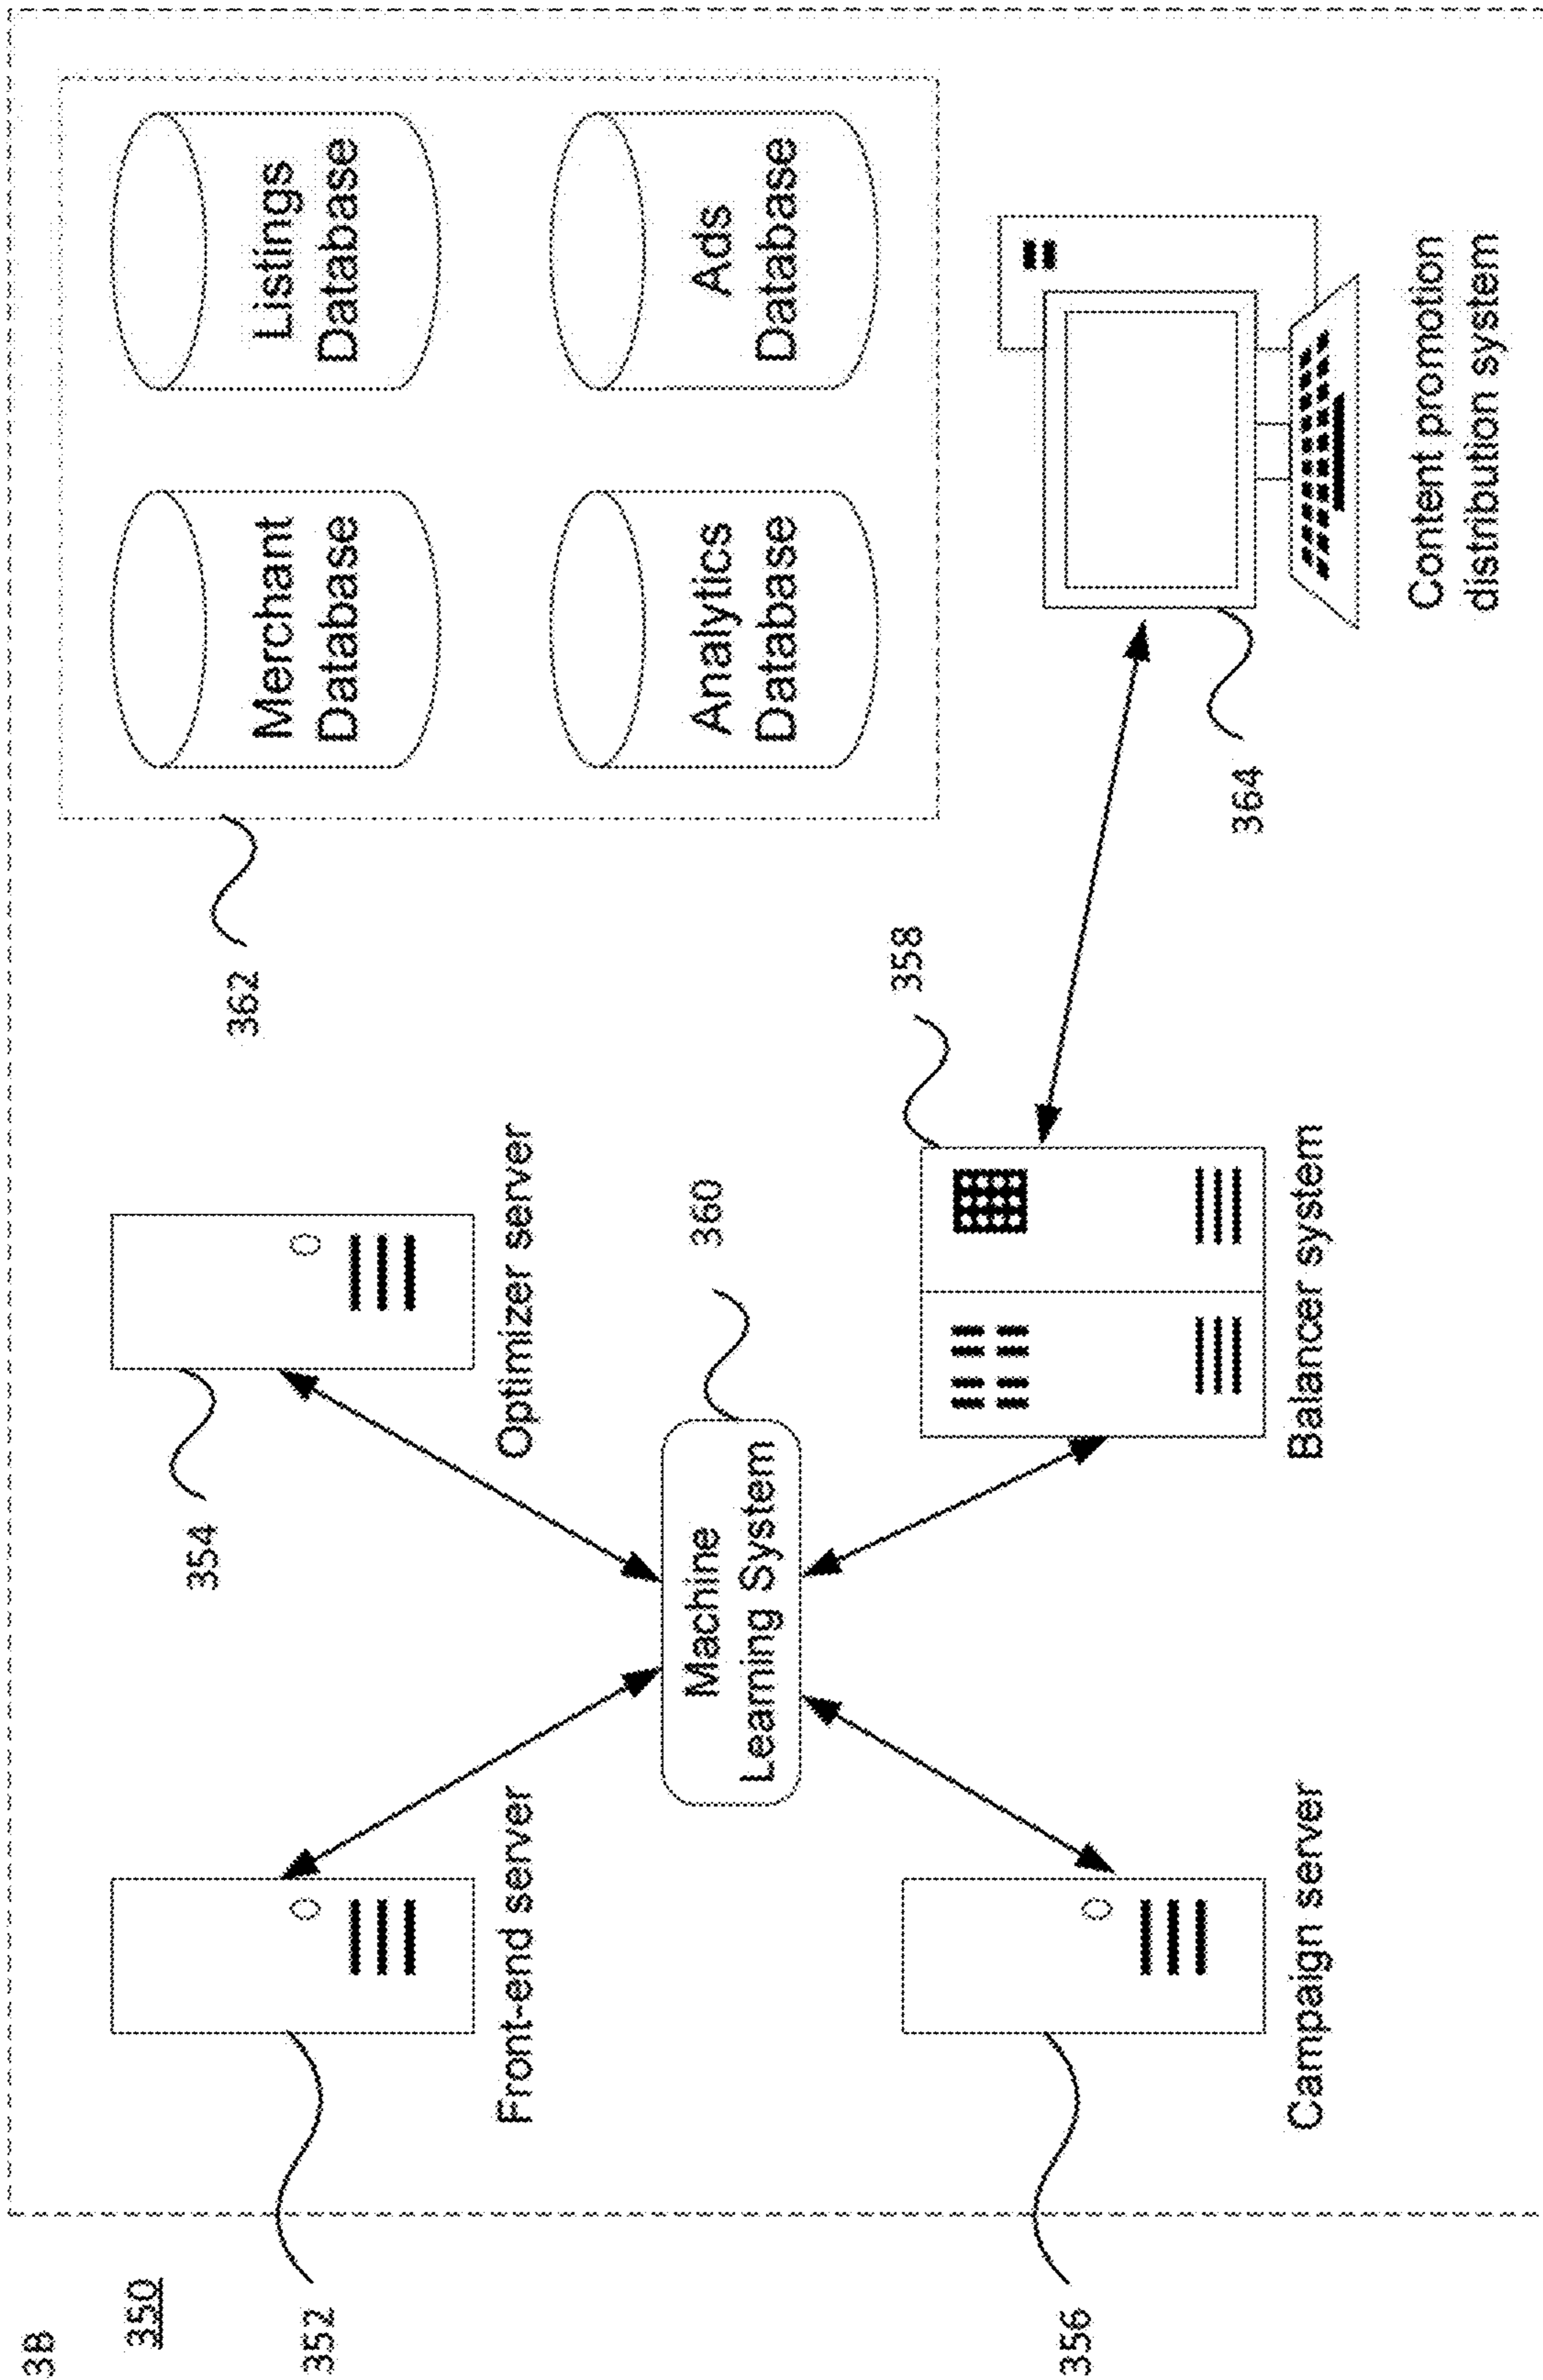 3B
350
352
Front-end server
354
Optimizer server
362
Merchant
Database
Listings
Database
Machine
Learning System
360
Analytics
Database
Ads
Database
356
Campaign server
Balancer system
358
364
Content promotion
distribution system